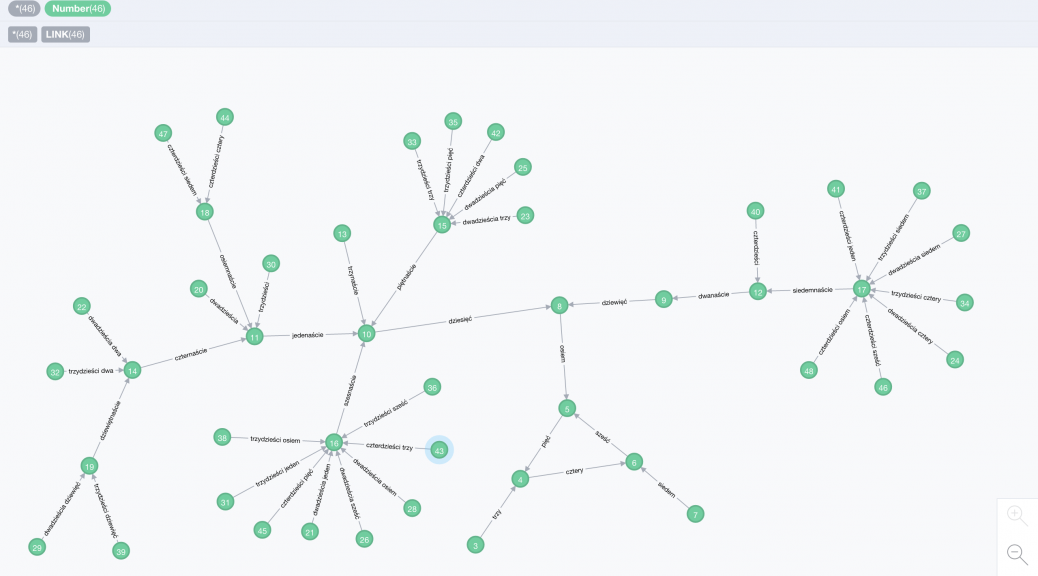 *(46) Number(46)
*(46) LINK(46)
44
47
czterdzieści cztery
czterdzieści siedem
18
osiemnaście
35
42
33
25
23
trzydzieści pięć
czterdzieści dwa
trzydzieści trzy
dwadzieścia pięć
dwadzieścia trzy
15
piętnaście
13
trzynaście
30
20
trzydzieści
dwadzieścia
11
jedenaście
10
dziesięć
8
dziewięć
9
dwanaście
12
siedemnaście
17
40
czterdzieści
41
37
27
34
24
46
48
czterdzieści jeden
trzydzieści siedem
dwadzieścia siedem
trzydzieści cztery
dwadzieścia cztery
czterdzieści sześć
czterdzieści osiem
22
dwadzieścia dwa
32
trzydzieści dwa
14
czternaście
dziewiętnaście
19
dwadzieścia dziewięć
trzydzieści dziewięć
29
39
szesnaście
36
trzydzieści sześć
38
trzydzieści osiem
16
czterdzieści trzy
43
trzydzieści jeden
czterdzieści pięć
dwadzieścia jeden
dwadzieścia sześć
dwadzieścia osiem
31
45
21
26
28
osiem
5
pięć
sześć
4
cztery
6
siedem
7
trzy
3